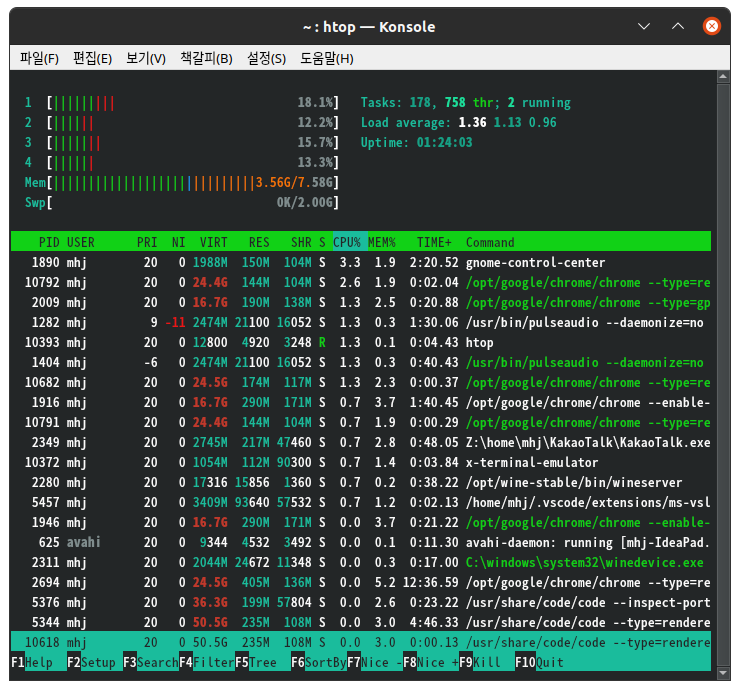 ~ : htop — Konsole
파일(F) 편집(E) 보기(V) 책갈피(B) 설정(S) 도움말(H)
1 [||||||||| 18.1%] Tasks: 178, 758 thr; 2 running
2 [|||||| 12.2%] Load average: 1.36 1.13 0.96
3 [||||||| 15.7%] Uptime: 01:24:03
4 [|||||| 13.3%]
Mem[||||||||||||||||||||||||||||||3.56G/7.58G]
Swp[ 0K/2.00G]
PID USER PRI NI VIRT RES SHR S CPU% MEM% TIME+ Command
1890 mhj 20 0 1988M 150M 104M S 3.3 1.9 2:20.52 gnome-control-center
10792 mhj 20 0 24.4G 144M 104M S 2.6 1.9 0:02.04 /opt/google/chrome/chrome --type=re
2009 mhj 20 0 16.7G 190M 138M S 1.3 2.5 0:20.88 /opt/google/chrome/chrome --type=gp
1282 mhj 9 -11 2474M 21100 16052 S 1.3 0.3 1:30.06 /usr/bin/pulseaudio --daemonize=no
10393 mhj 20 0 12800 4920 3248 R 1.3 0.1 0:04.43 htop
1404 mhj -6 0 2474M 21100 16052 S 1.3 0.3 0:40.43 /usr/bin/pulseaudio --daemonize=no
10682 mhj 20 0 24.5G 174M 117M S 1.3 2.3 0:00.37 /opt/google/chrome/chrome --type=re
1916 mhj 20 0 16.7G 290M 171M S 0.7 3.7 1:40.45 /opt/google/chrome/chrome --enable-
10791 mhj 20 0 24.4G 144M 104M S 0.7 1.9 0:00.29 /opt/google/chrome/chrome --type=re
2349 mhj 20 0 2745M 217M 47460 S 0.7 2.8 0:48.05 Z:\home\mhj\KakaoTalk\KakaoTalk.exe
10372 mhj 20 0 1054M 112M 90300 S 0.7 1.4 0:03.84 x-terminal-emulator
2280 mhj 20 0 17316 15856 1360 S 0.7 0.2 0:38.22 /opt/wine-stable/bin/wineserver
5457 mhj 20 0 3409M 93640 57532 S 0.7 1.2 0:02.13 /home/mhj/.vscode/extensions/ms-vsl
1946 mhj 20 0 16.7G 290M 171M S 0.0 3.7 0:21.22 /opt/google/chrome/chrome --enable-
625 avahi 20 0 9344 4532 3492 S 0.0 0.1 0:11.30 avahi-daemon: running [mhj-IdeaPad.
2311 mhj 20 0 2044M 24672 11348 S 0.0 0.3 0:17.00 C:\windows\system32\winedevice.exe
2694 mhj 20 0 24.5G 405M 136M S 0.0 5.2 12:36.59 /opt/google/chrome/chrome --type=re
5376 mhj 20 0 36.3G 199M 57804 S 0.0 2.6 0:23.22 /usr/share/code/code --inspect-port
5344 mhj 20 0 50.5G 235M 108M S 0.0 3.0 4:46.33 /usr/share/code/code --type=rendere
10618 mhj 20 0 50.5G 235M 108M S 0.0 3.0 0:00.13 /usr/share/code/code --type=rendere
F1Help F2Setup F3SearchF4FilterF5Tree F6SortByF7Nice -F8Nice +F9Kill F10Quit